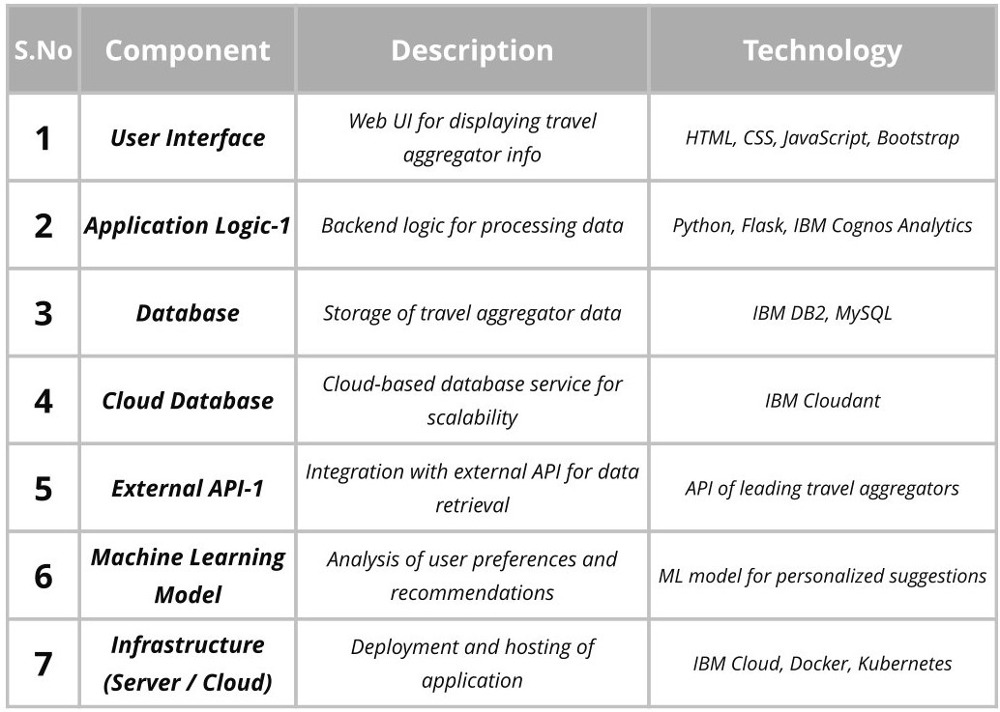 S.No Component Description Technology
1 User Interface Web UI for displaying travel aggregator info HTML, CSS, JavaScript, Bootstrap
2 Application Logic-1 Backend logic for processing data Python, Flask, IBM Cognos Analytics
3 Database Storage of travel aggregator data IBM DB2, MySQL
4 Cloud Database Cloud-based database service for scalability IBM Cloudant
5 External API-1 Integration with external API for data retrieval API of leading travel aggregators
6 Machine Learning Model Analysis of user preferences and recommendations ML model for personalized suggestions
7 Infrastructure (Server / Cloud) Deployment and hosting of application IBM Cloud, Docker, Kubernetes